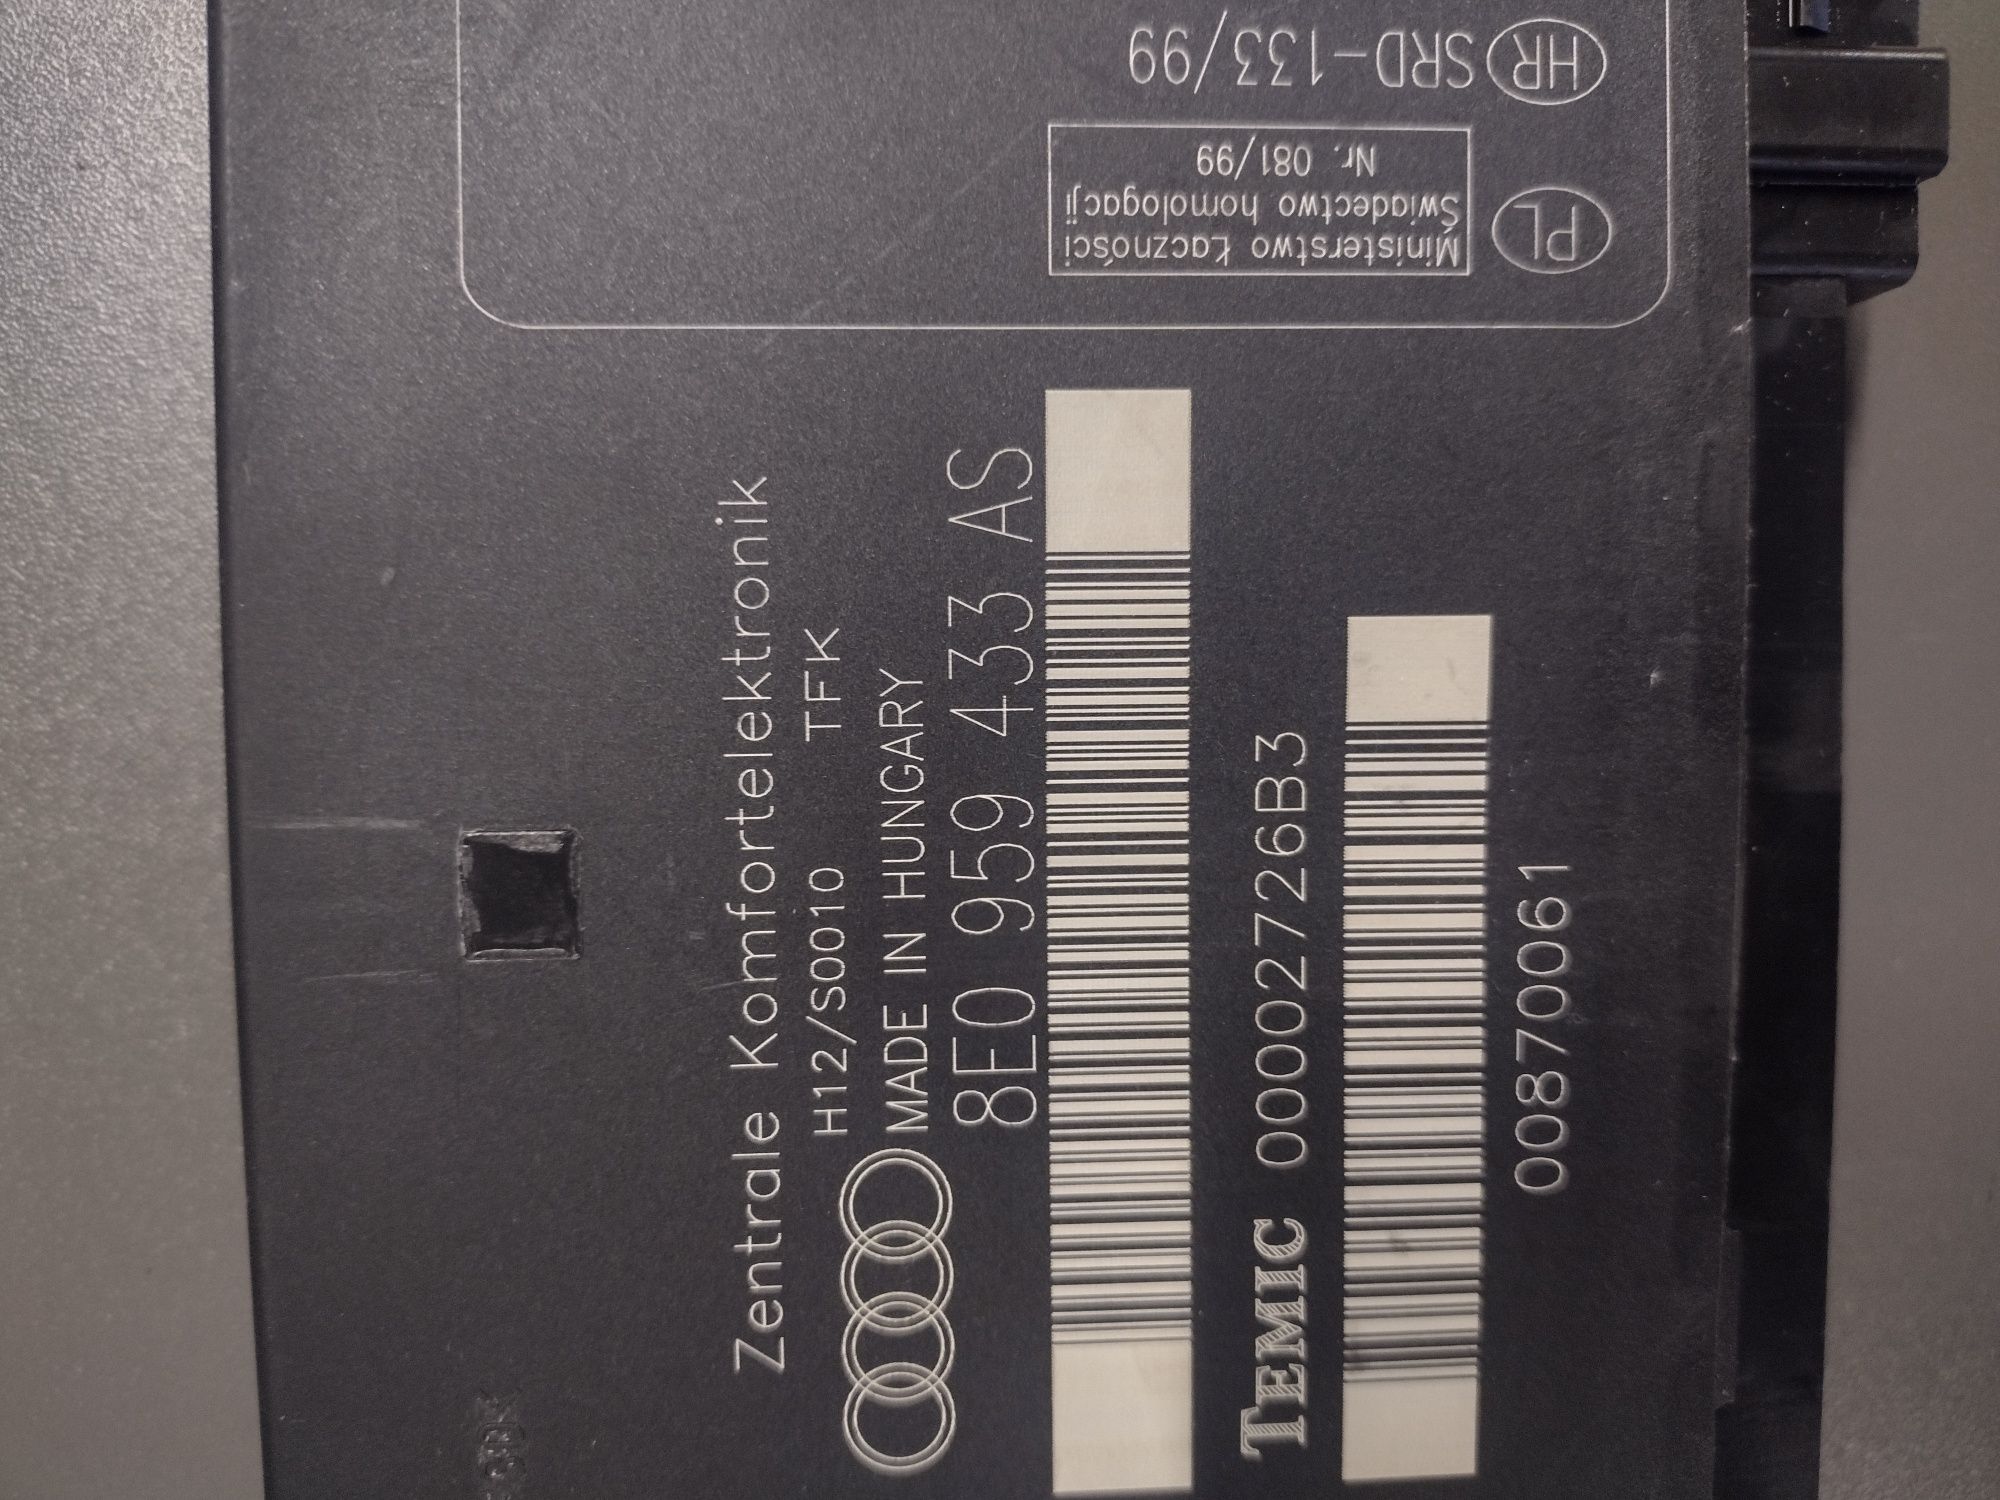 Zentrale Komfortelektronik
H12/S0010 TFK
MADE IN HUNGARY
8E0 959 433 AS
TEMIC 00002726B3
00870061
PL
Ministerstwo Łączności
Świadectwo homologacji
Nr. 081/99
HR SRD-133/99